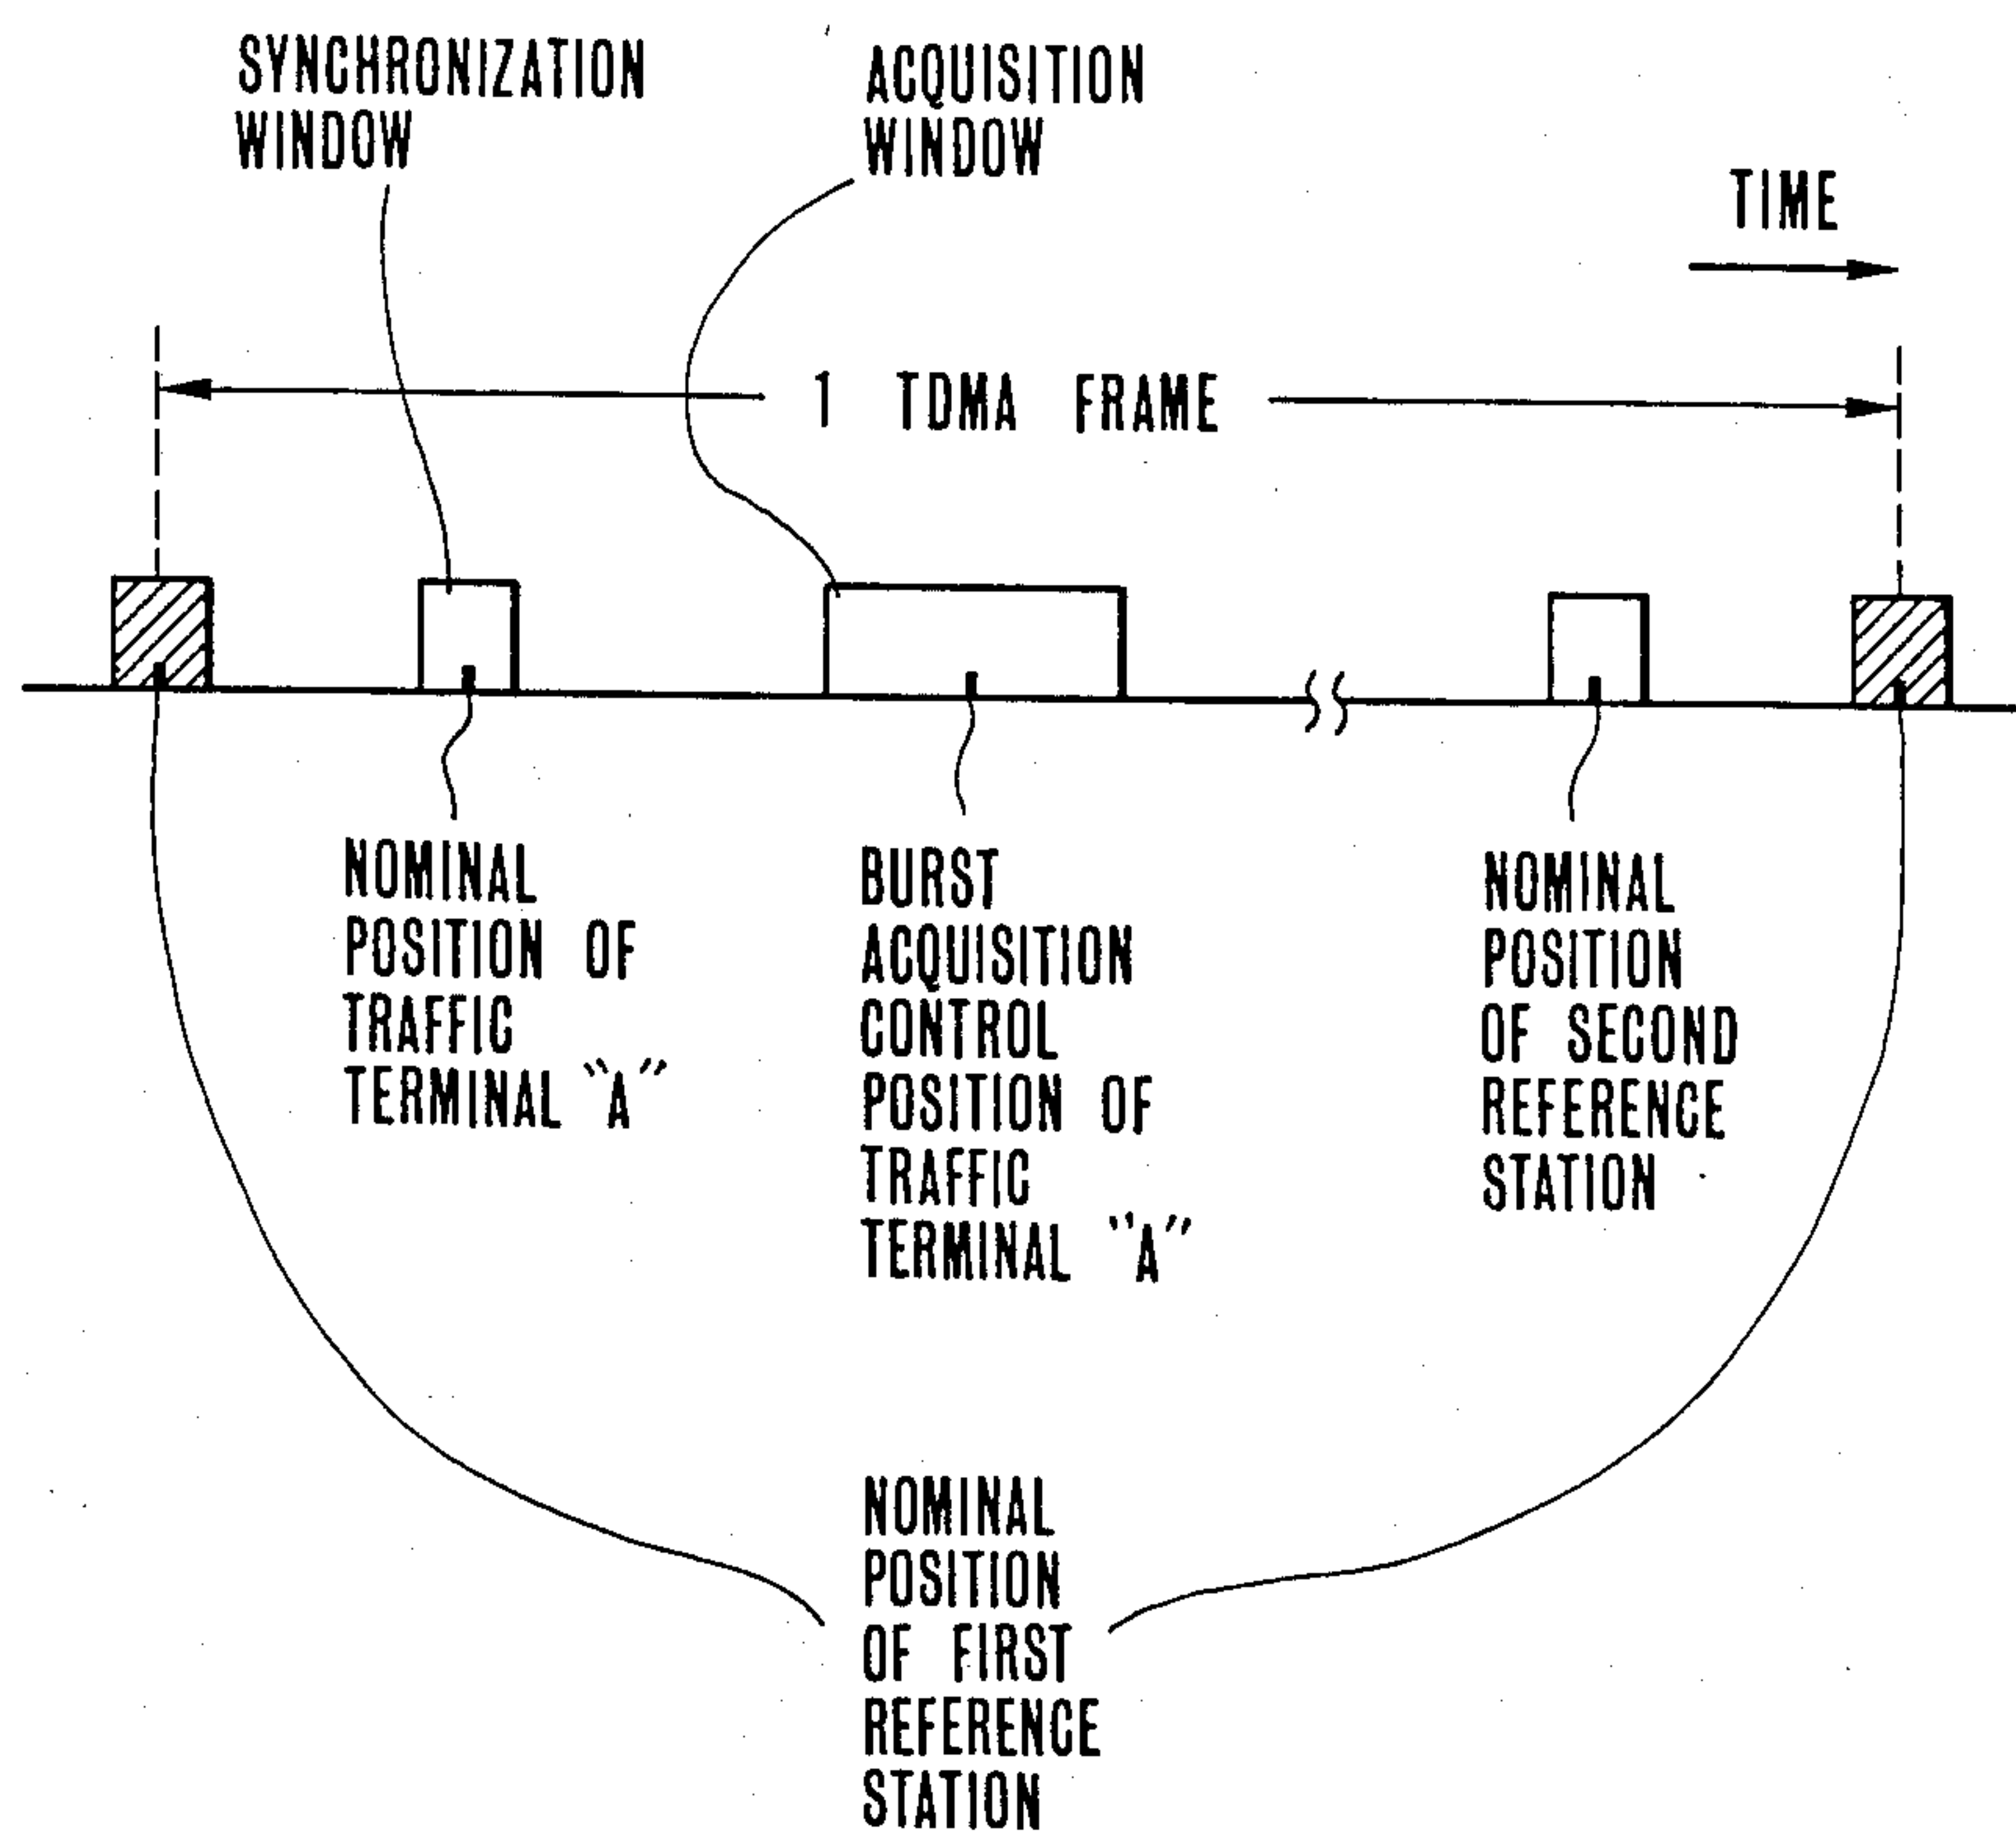 SYNCHRONIZATION
WINDOW
ACQUISITION
WINDOW
TIME
1 TDMA FRAME
NOMINAL
POSITION OF
TRAFFIC
TERMINAL "A"
BURST
ACQUISITION
CONTROL
POSITION OF
TRAFFIC
TERMINAL "A"
NOMINAL
POSITION
OF SECOND
REFERENCE
STATION
NOMINAL
POSITION
OF FIRST
REFERENCE
STATION